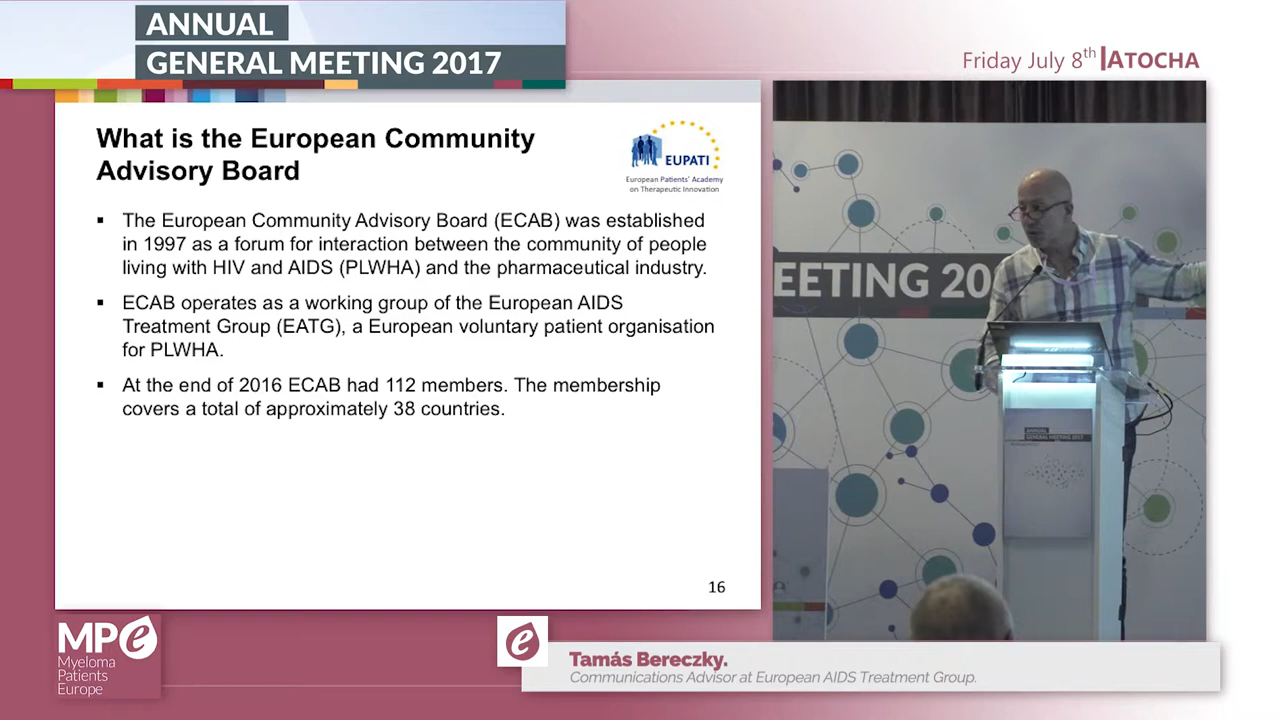 ANNUAL
GENERAL MEETING 2017
Friday July 8th | ATOCHA
What is the European Community
Advisory Board
EUPATI
European Patients' Academy
on Therapeutic Innovation
▪ The European Community Advisory Board (ECAB) was established
in 1997 as a forum for interaction between the community of people
living with HIV and AIDS (PLWHA) and the pharmaceutical industry.
▪ ECAB operates as a working group of the European AIDS
Treatment Group (EATG), a European voluntary patient organisation
for PLWHA.
▪ At the end of 2016 ECAB had 112 members. The membership
covers a total of approximately 38 countries.
16
EETING 20
ANNUAL
GENERAL MEETING 2017
MPe
Myeloma
Patients
Europe
e
Tamás Bereczky.
Communications Advisor at European AIDS Treatment Group.